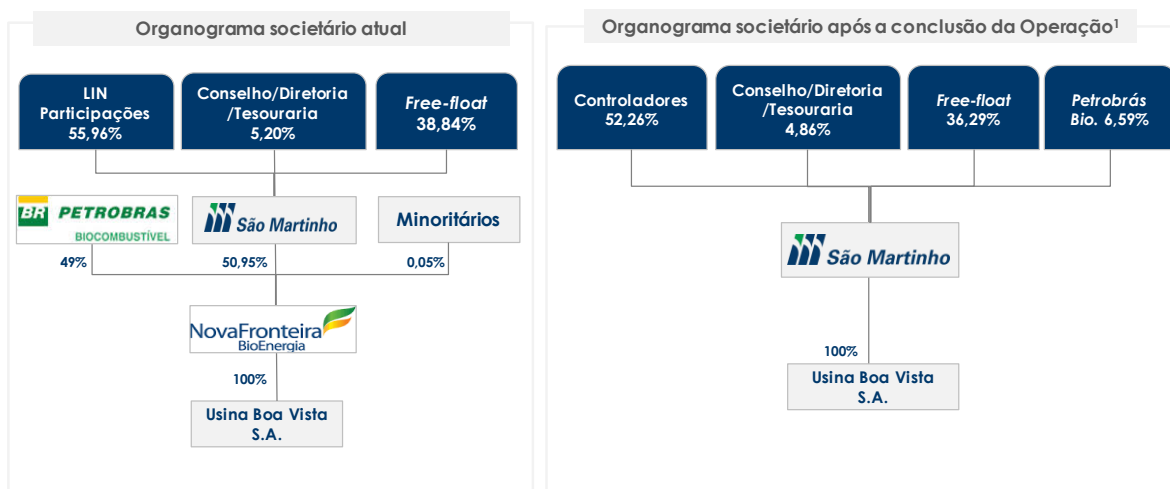 Organograma societário atual
LIN
Participações
55,96%
Conselho/Diretoria
/Tesouraria
5,20%
Free-float
38,84%
BR PETROBRAS
BIOCOMBUSTÍVEL
São Martinho
Minoritários
49%
50,95%
0,05%
NovaFronteira
BioEnergia
100%
Usina Boa Vista
S.A.
Organograma societário após a conclusão da Operação¹
Controladores
52,26%
Conselho/Diretoria
/Tesouraria
4,86%
Free-float
36,29%
Petrobrás
Bio. 6,59%
São Martinho
100%
Usina Boa Vista
S.A.